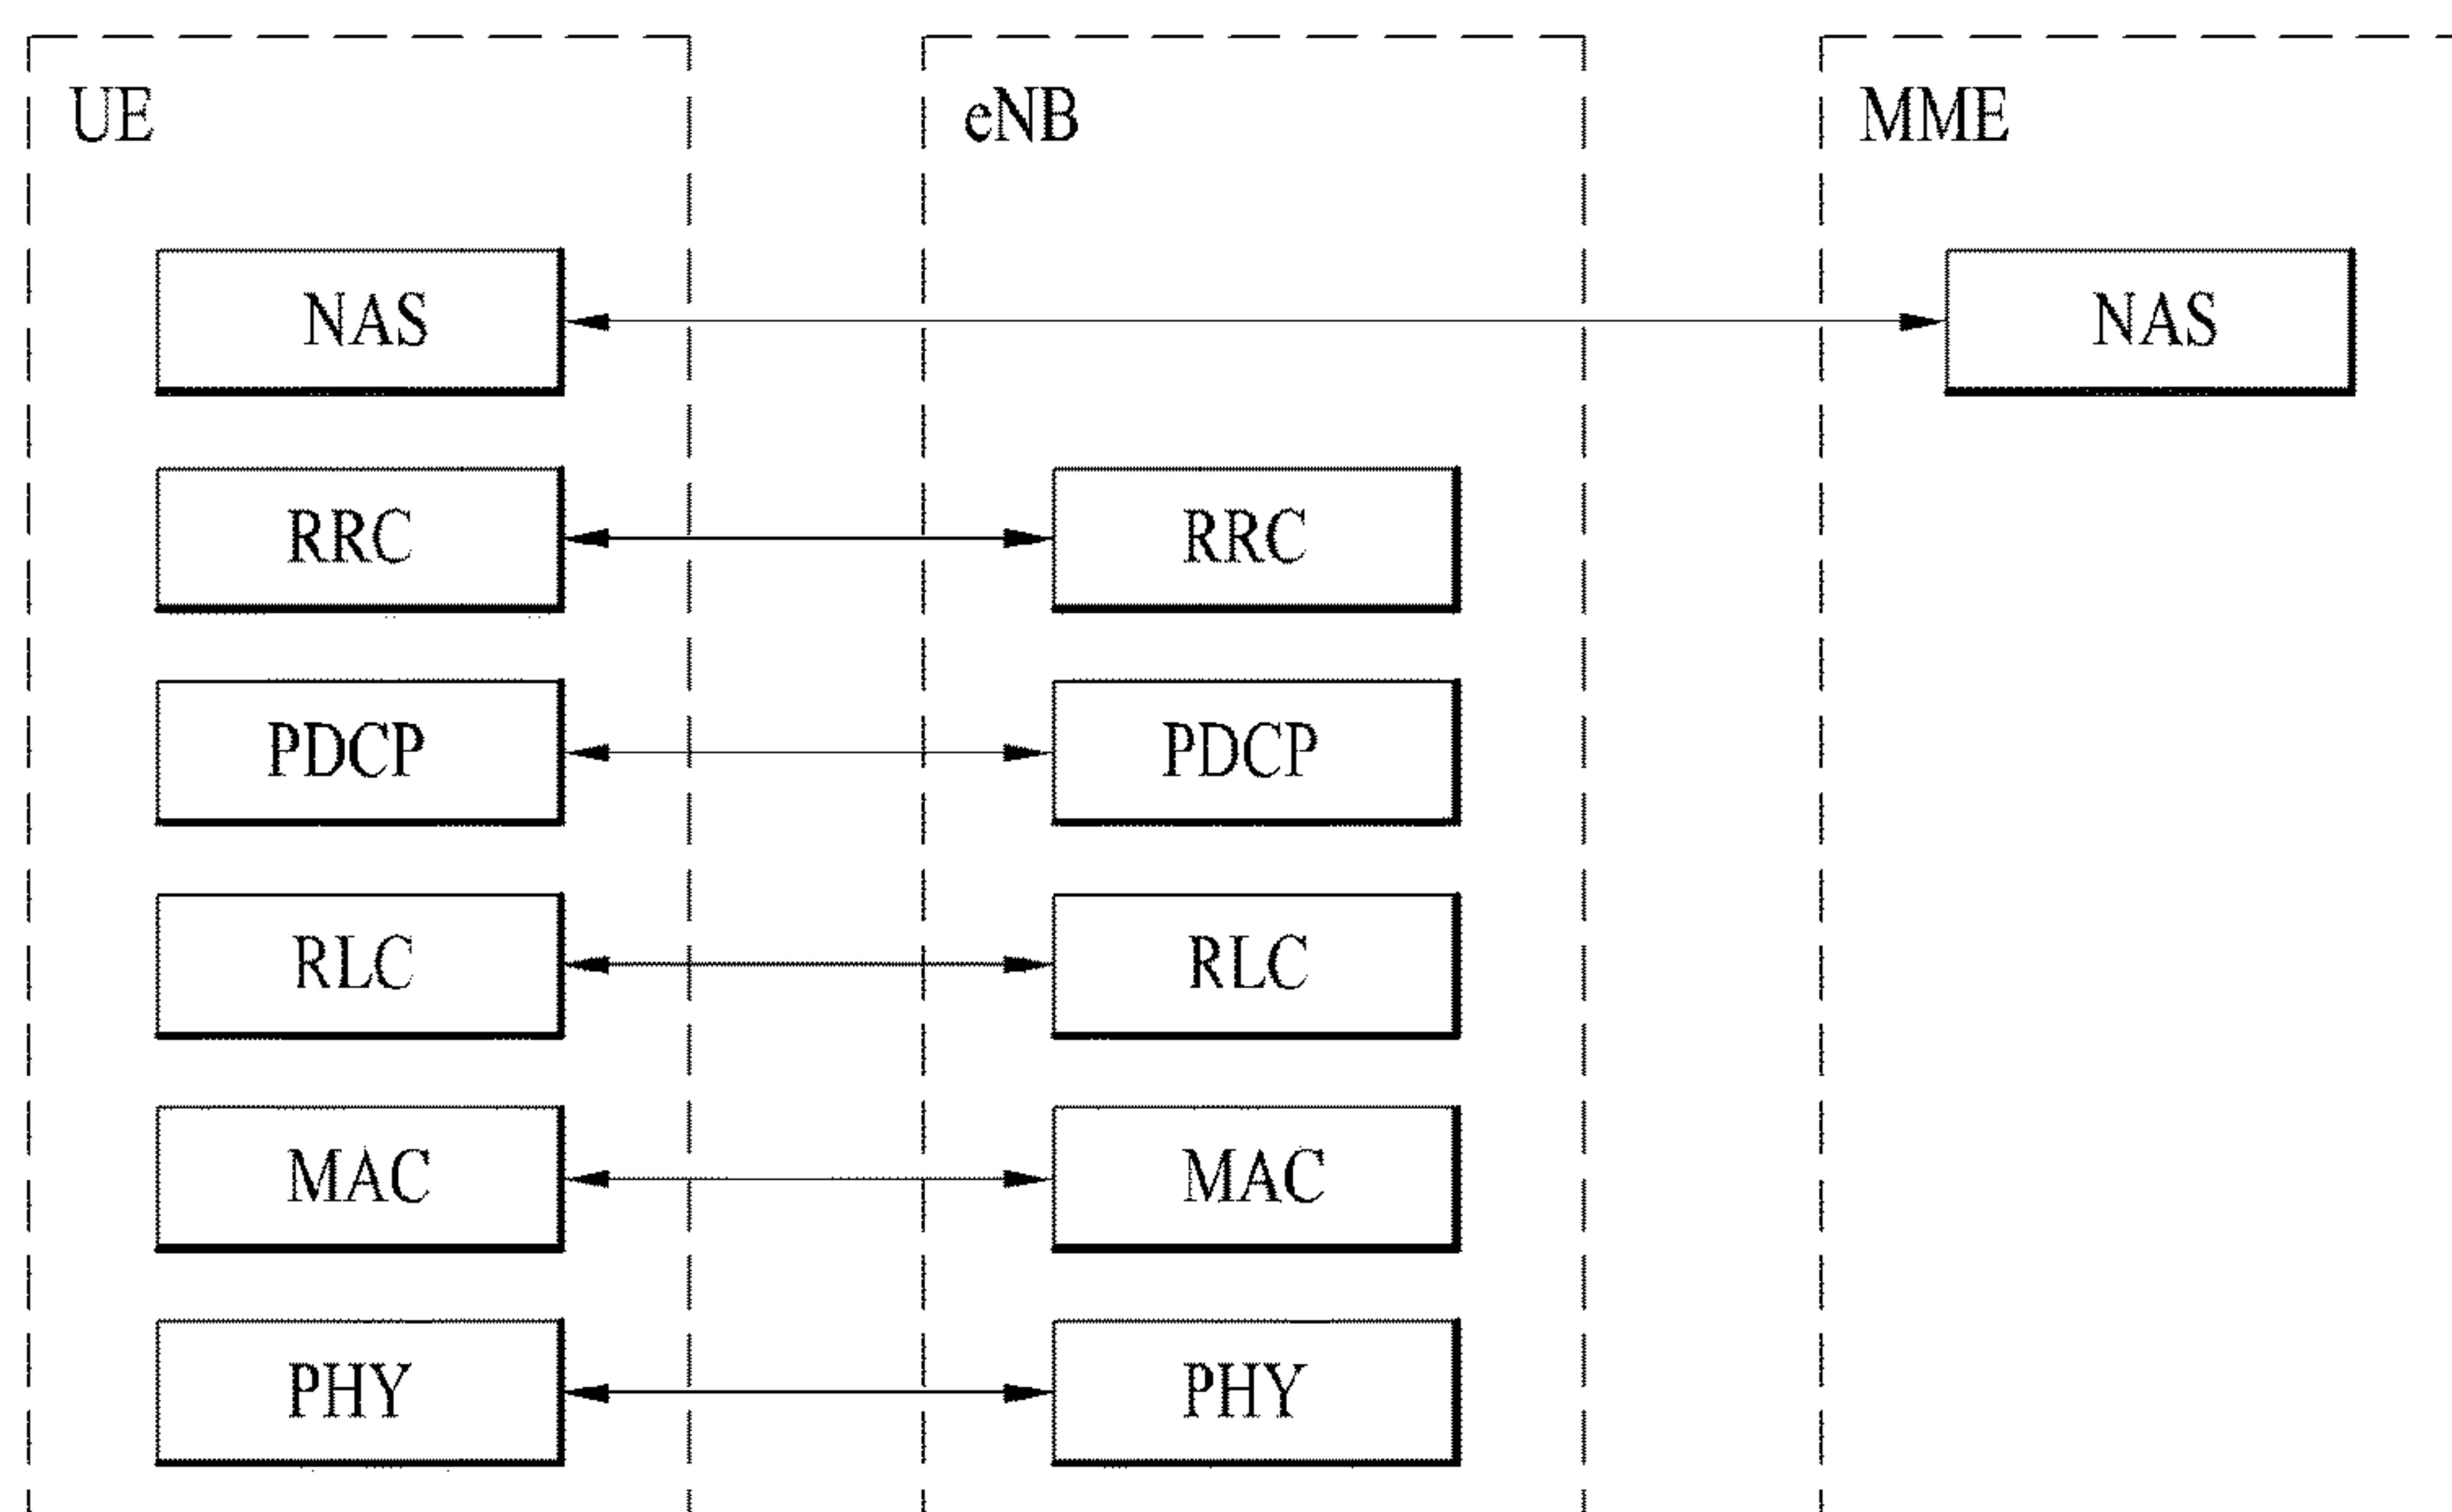 UE eNB MME
NAS NAS
RRC RRC
PDCP PDCP
RLC RLC
MAC MAC
PHY PHY